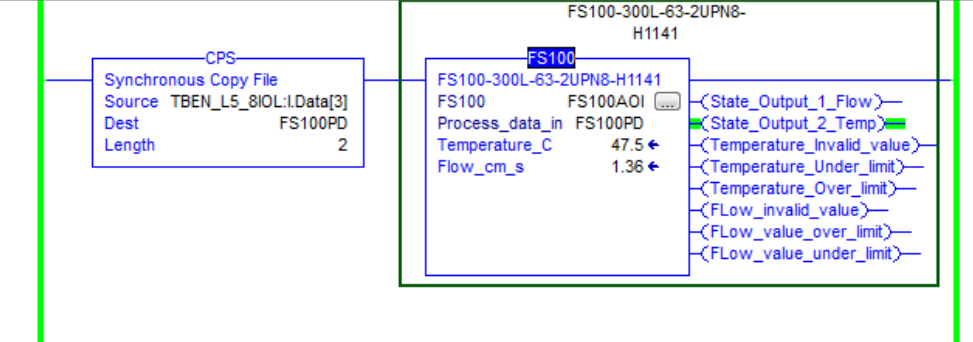 FS100-300L-63-2UPN8-
H1141
CPS
Synchronous Copy File
Source TBEN_L5_8IOL:I.Data[3]
Dest FS100PD
Length 2
FS100
FS100-300L-63-2UPN8-H1141
FS100 FS100AOI ...
Process_data_in FS100PD
Temperature_C 47.5
Flow_cm_s 1.36
State_Output_1_Flow
State_Output_2_Temp
Temperature_Invalid_value
Temperature_Under_limit
Temperature_Over_limit
FLow_invalid_value
FLow_value_over_limit
FLow_value_under_limit